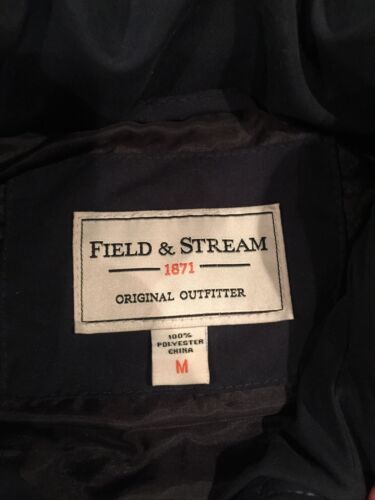 FIELD & STREAM
1871
ORIGINAL OUTFITTER
100%
POLYESTER
CHINA
M